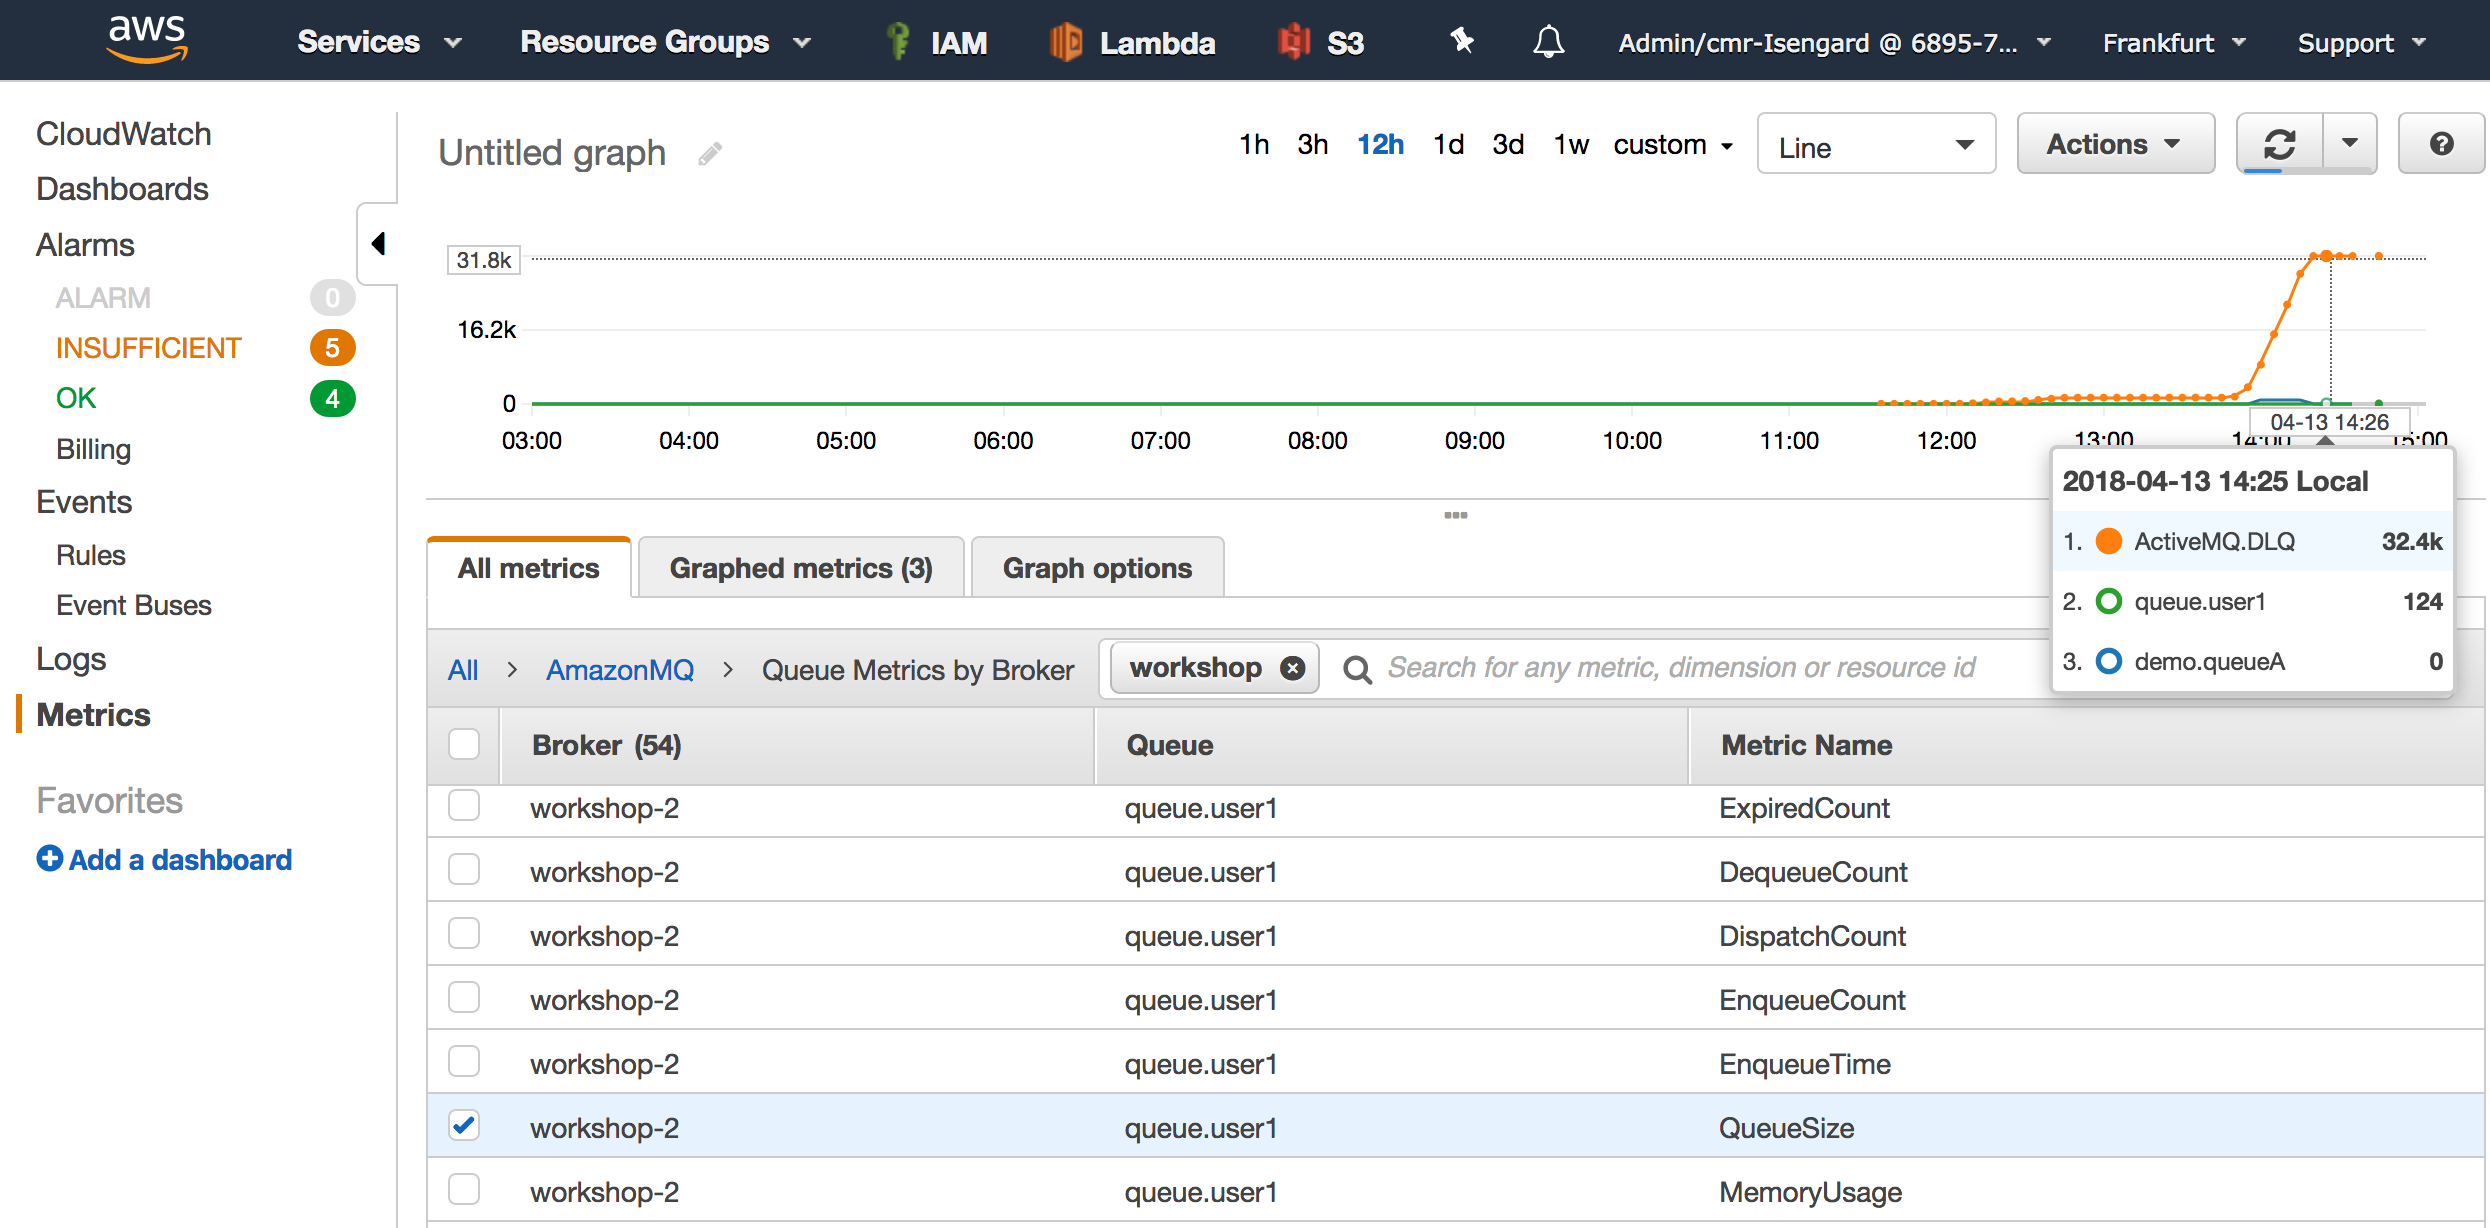 aws Services Resource Groups IAM Lambda S3 Admin/cmr-Isengard @ 6895-7... Frankfurt Support
CloudWatch
Dashboards
Alarms
ALARM 0
INSUFFICIENT 5
OK 4
Billing
Events
Rules
Event Buses
Logs
Metrics
Favorites
Add a dashboard
Untitled graph
1h 3h 12h 1d 3d 1w custom Line Actions ?
31.8k
16.2k
0
03:00 04:00 05:00 06:00 07:00 08:00 09:00 10:00 11:00 12:00 13:00 14:00 15:00
04-13 14:26
2018-04-13 14:25 Local
1. ActiveMQ.DLQ 32.4k
2. queue.user1 124
3. demo.queueA 0
All metrics Graphed metrics (3) Graph options
All > AmazonMQ > Queue Metrics by Broker workshop Search for any metric, dimension or resource id
Broker (54) Queue Metric Name
workshop-2 queue.user1 ExpiredCount
workshop-2 queue.user1 DequeueCount
workshop-2 queue.user1 DispatchCount
workshop-2 queue.user1 EnqueueCount
workshop-2 queue.user1 EnqueueTime
workshop-2 queue.user1 QueueSize
workshop-2 queue.user1 MemoryUsage